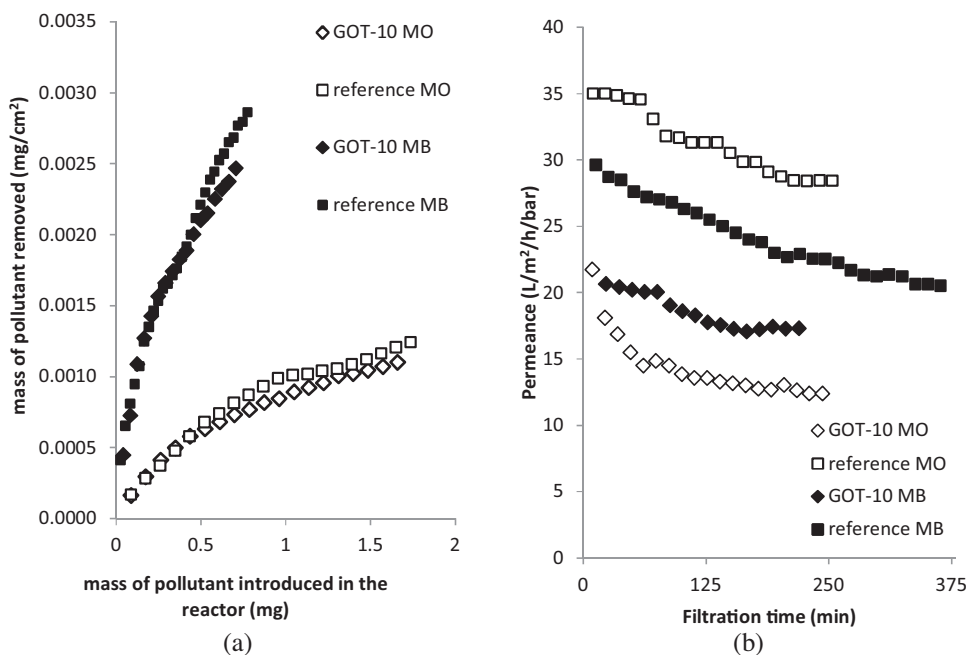 0.0035
0.0030
0.0025
0.0020
0.0015
0.0010
0.0005
0.0000
mass of pollutant removed (mg/cm²)
GOT-10 MO
reference MO
GOT-10 MB
reference MB
0 0.5 1 1.5 2
mass of pollutant introduced in the
reactor (mg)
(a)
40
35
30
25
20
15
10
5
0
Permeance (L/m²/h/bar)
GOT-10 MO
reference MO
GOT-10 MB
reference MB
0 125 250 375
Filtration time (min)
(b)